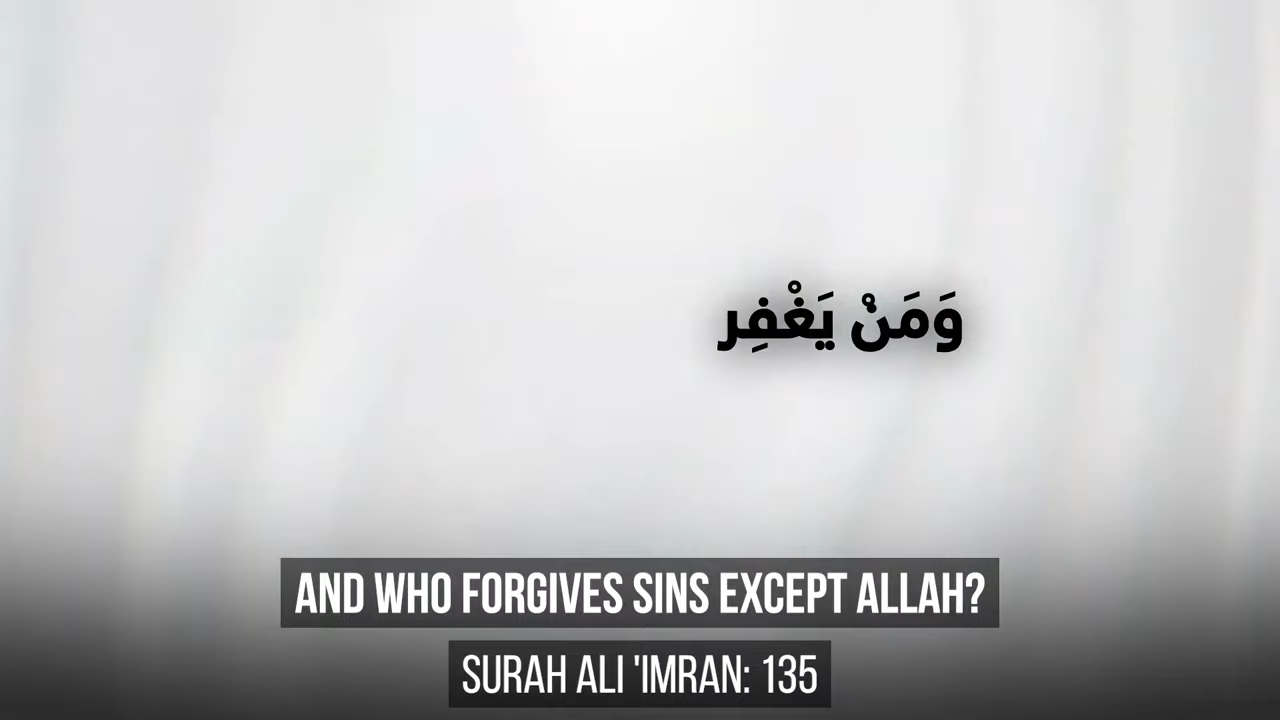 وَمَنْ يَغْفِر
AND WHO FORGIVES SINS EXCEPT ALLAH?
SURAH ALI 'IMRAN: 135